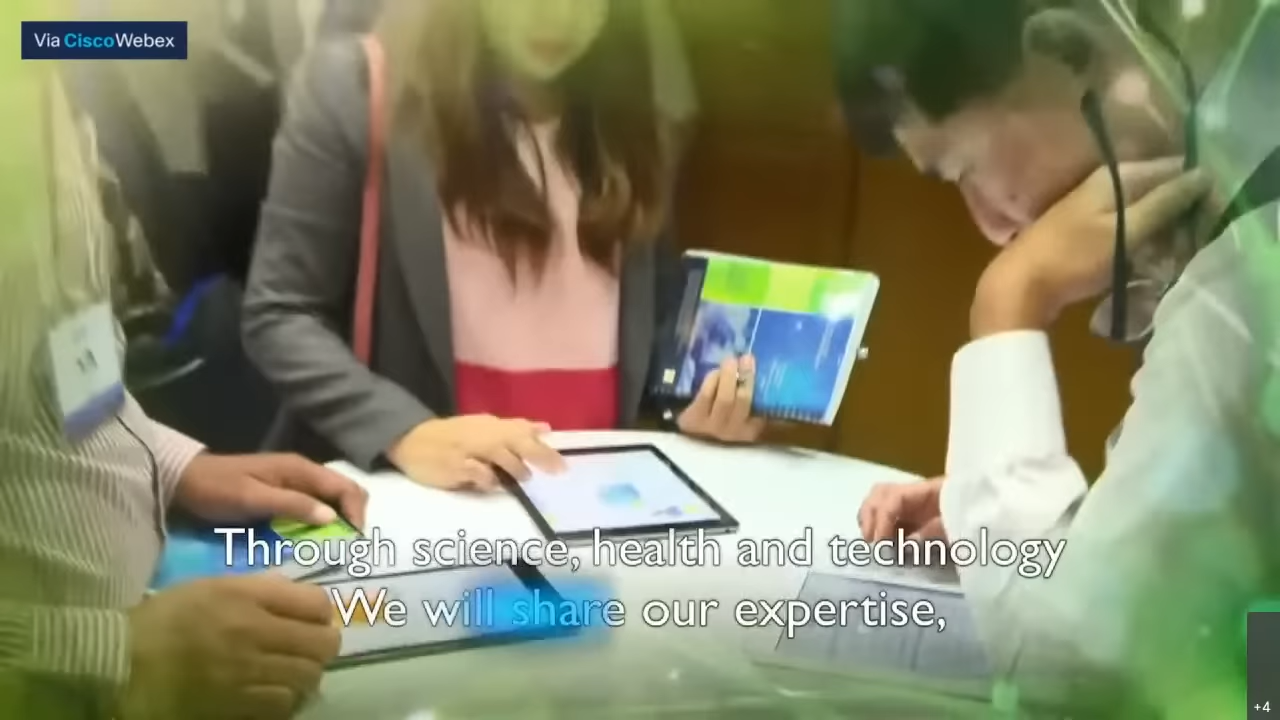 Via CiscoWebex
Through science, health and technology
We will share our expertise,
+4